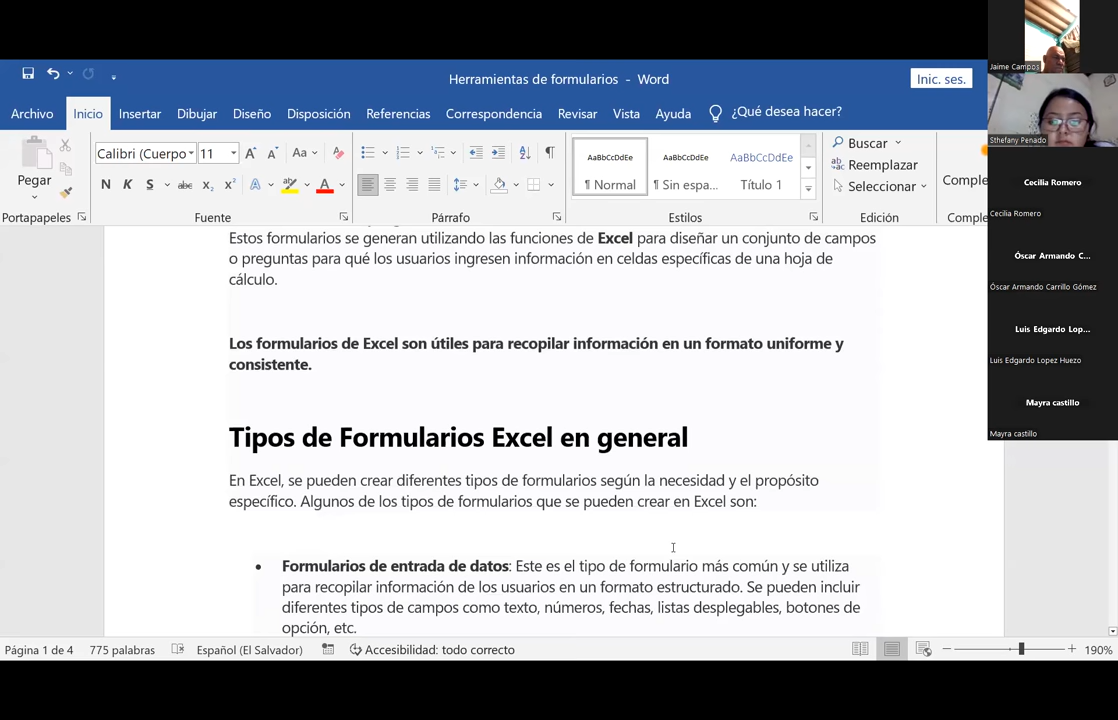 Herramientas de formularios - Word
Inic. ses.
Archivo Inicio Insertar Dibujar Diseño Disposición Referencias Correspondencia Revisar Vista Ayuda ¿Qué desea hacer?
Pegar
Portapapeles
Calibri (Cuerpo 11
Aa
N K S abc x₂ x² A A
Fuente
Párrafo
AaBbCcDdEe AaBbCcDdEe AaBbCcDdEe
¶ Normal ¶ Sin espa... Título 1
Estilos
Buscar
Reemplazar
Seleccionar
Edición
Comple
Comple
Estos formularios se generan utilizando las funciones de Excel para diseñar un conjunto de campos
o preguntas para qué los usuarios ingresen información en celdas específicas de una hoja de
cálculo.
Los formularios de Excel son útiles para recopilar información en un formato uniforme y
consistente.
Tipos de Formularios Excel en general
En Excel, se pueden crear diferentes tipos de formularios según la necesidad y el propósito
específico. Algunos de los tipos de formularios que se pueden crear en Excel son:
• Formularios de entrada de datos: Este es el tipo de formulario más común y se utiliza
para recopilar información de los usuarios en un formato estructurado. Se pueden incluir
diferentes tipos de campos como texto, números, fechas, listas desplegables, botones de
opción, etc.
Página 1 de 4 775 palabras Español (El Salvador) Accesibilidad: todo correcto 190%
Jaime Campos
Sthefany Penado
Cecilia Romero
Cecilia Romero
Óscar Armando C...
Óscar Armando Carrillo Gómez
Luis Edgardo Lop...
Luis Edgardo Lopez Huezo
Mayra castillo
Mayra castillo